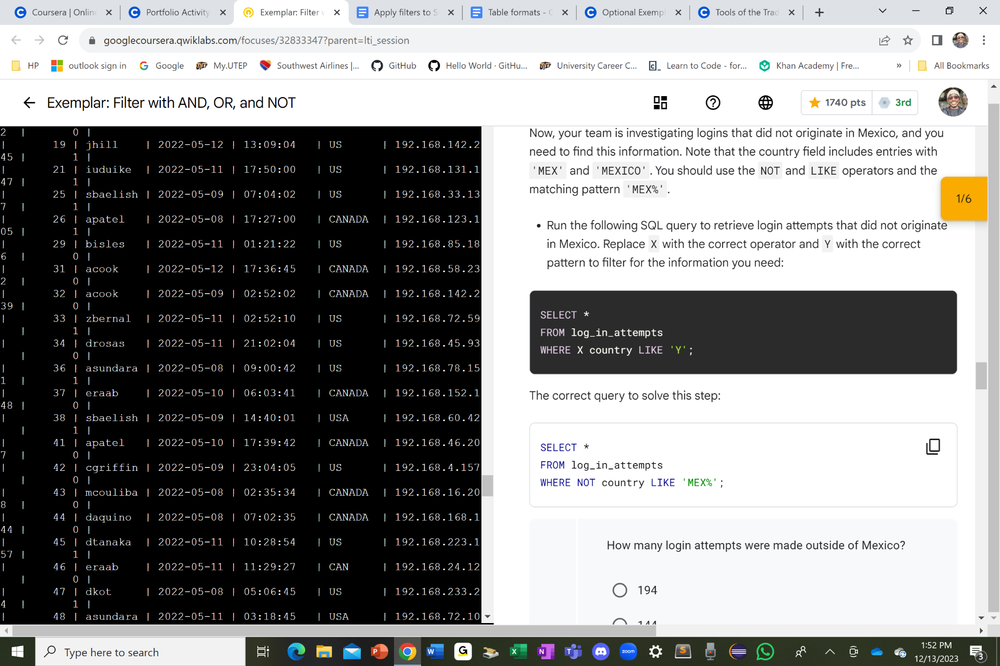 Coursera | Onlin
Portfolio Activity
Exemplar: Filter w
Apply filters to S
Table formats - G
Optional Exempl
Tools of the Trad
googlecoursera.qwiklabs.com/focuses/32833347?parent=lti_session
HP
outlook sign in
Google
My.UTEP
Southwest Airlines |...
GitHub
Hello World · GitHu...
University Career C...
Learn to Code - for...
Khan Academy | Fre...
»
All Bookmarks
Exemplar: Filter with AND, OR, and NOT
1740 pts
3rd
2 | 0 |
| 19 | jhill | 2022-05-12 | 13:09:04 | US | 192.168.142.2
45 | 1 |
| 21 | iuduike | 2022-05-11 | 17:50:00 | US | 192.168.131.1
47 | 1 |
| 25 | sbaelish | 2022-05-09 | 07:04:02 | US | 192.168.33.13
7 | 1 |
| 26 | apatel | 2022-05-08 | 17:27:00 | CANADA | 192.168.123.1
05 | 1 |
| 29 | bisles | 2022-05-11 | 01:21:22 | US | 192.168.85.18
6 | 0 |
| 31 | acook | 2022-05-12 | 17:36:45 | CANADA | 192.168.58.23
2 | 0 |
| 32 | acook | 2022-05-09 | 02:52:02 | CANADA | 192.168.142.2
39 | 0 |
| 33 | zbernal | 2022-05-11 | 02:52:10 | US | 192.168.72.59
| 1 |
| 34 | drosas | 2022-05-11 | 21:02:04 | US | 192.168.45.93
| 0 |
| 36 | asundara | 2022-05-08 | 09:00:42 | US | 192.168.78.15
1 | 1 |
| 37 | eraab | 2022-05-10 | 06:03:41 | CANADA | 192.168.152.1
48 | 0 |
| 38 | sbaelish | 2022-05-09 | 14:40:01 | USA | 192.168.60.42
| 1 |
| 41 | apatel | 2022-05-10 | 17:39:42 | CANADA | 192.168.46.20
7 | 0 |
| 42 | cgriffin | 2022-05-09 | 23:04:05 | US | 192.168.4.157
| 0 |
| 43 | mcouliba | 2022-05-08 | 02:35:34 | CANADA | 192.168.16.20
8 | 0 |
| 44 | daquino | 2022-05-08 | 07:02:35 | CANADA | 192.168.168.1
44 | 0 |
| 45 | dtanaka | 2022-05-11 | 10:28:54 | US | 192.168.223.1
57 | 1 |
| 46 | eraab | 2022-05-11 | 11:29:27 | CAN | 192.168.24.12
| 0 |
| 47 | dkot | 2022-05-08 | 05:06:45 | US | 192.168.233.2
4 | 1 |
| 48 | asundara | 2022-05-11 | 03:18:45 | USA | 192.168.72.10
Now, your team is investigating logins that did not originate in Mexico, and you
need to find this information. Note that the country field includes entries with
'MEX' and 'MEXICO'. You should use the NOT and LIKE operators and the
matching pattern 'MEX%'.
1/6
• Run the following SQL query to retrieve login attempts that did not originate
in Mexico. Replace X with the correct operator and Y with the correct
pattern to filter for the information you need:
SELECT *
FROM log_in_attempts
WHERE X country LIKE 'Y';
The correct query to solve this step:
SELECT *
FROM log_in_attempts
WHERE NOT country LIKE 'MEX%';
How many login attempts were made outside of Mexico?
194
144
Type here to search
zoom
1:52 PM
12/13/2023
3